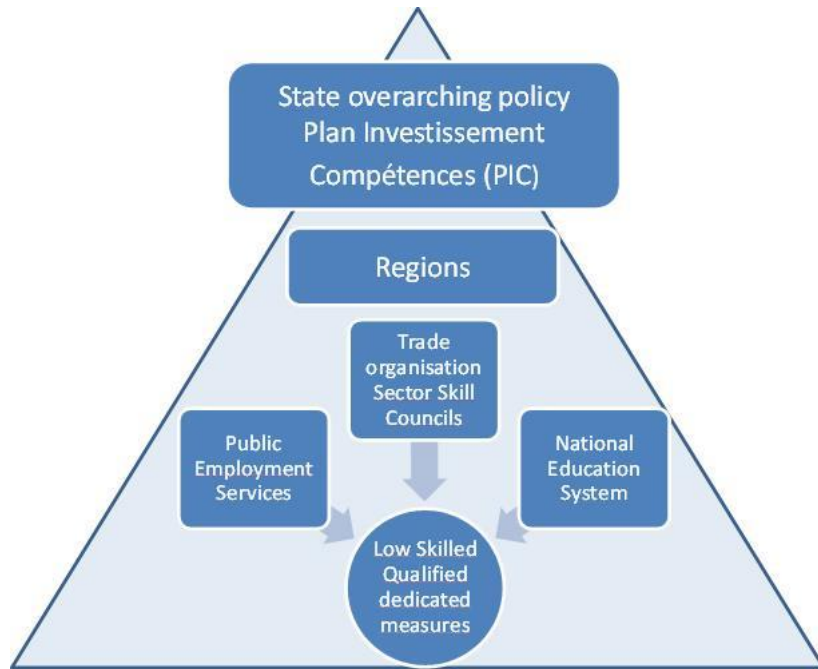 State overarching policy
Plan Investissement
Compétences (PIC)
Regions
Trade
organisation
Sector Skill
Councils
Public
Employment
Services
National
Education
System
Low Skilled
Qualified
dedicated
measures